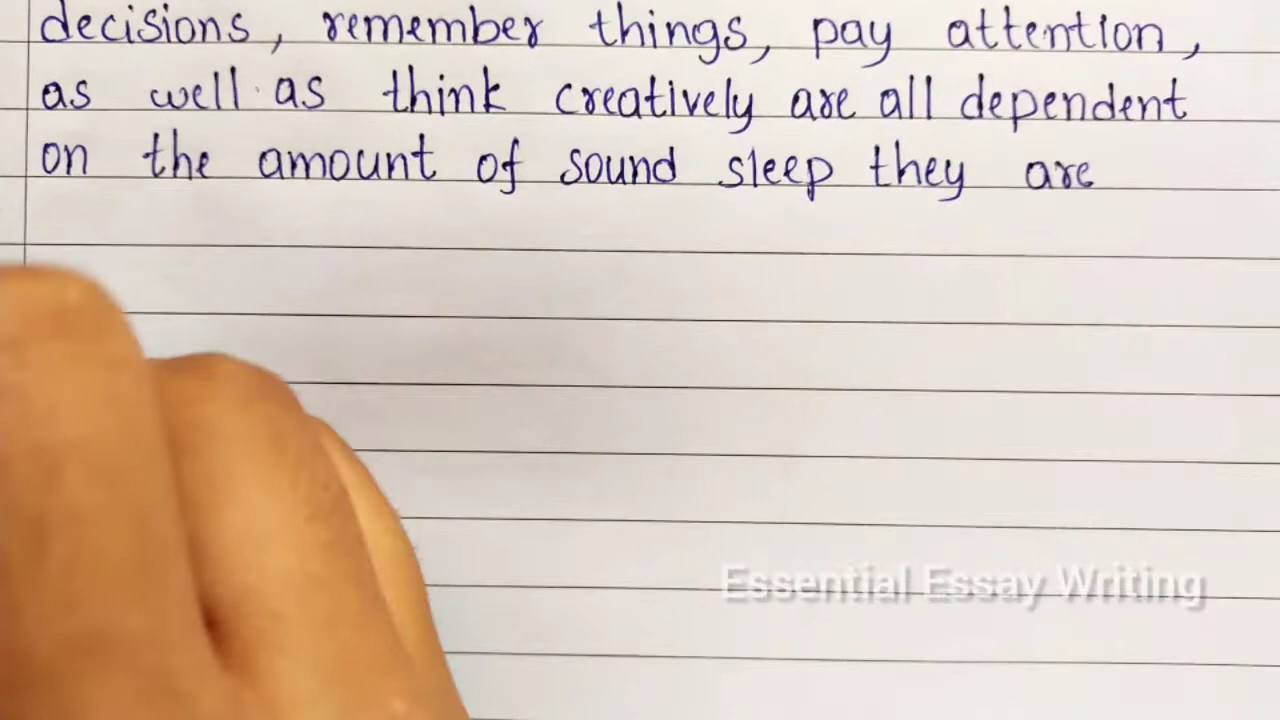 decisions, remember things, pay attention,
as well as think creatively are all dependent
on the amount of sound sleep they are
Essential Essay Writing